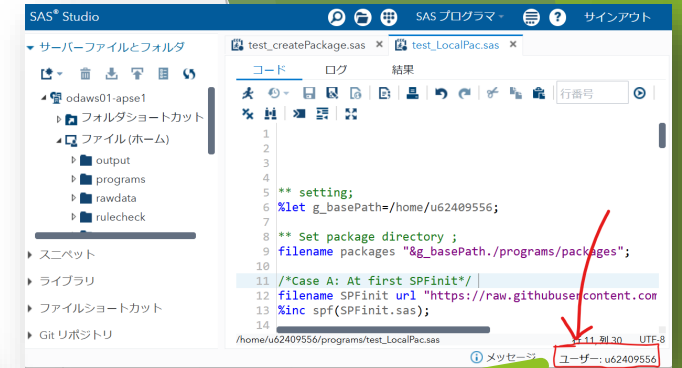 SAS® Studio
SAS プログラマ
サインアウト
サーバーファイルとフォルダ
odaws01-apse1
フォルダショートカット
ファイル (ホーム)
output
programs
rawdata
rulecheck
スニペット
ライブラリ
ファイルショートカット
Git リポジトリ
test_createPackage.sas ×
test_LocalPac.sas ×
コード ログ 結果
行番号
1
2
3
4
5 ** setting;
6 %let g_basePath=/home/u62409556;
7
8 ** Set package directory ;
9 filename packages "&g_basePath./programs/packages";
10
11 /*Case A: At first SPFinit*/
12 filename SPFinit url "https://raw.githubusercontent.com
13 %inc spf(SPFinit.sas);
14
/home/u62409556/programs/test_LocalPac.sas
行 11, 列 30 UTF-8
メッセージ
ユーザー: u62409556